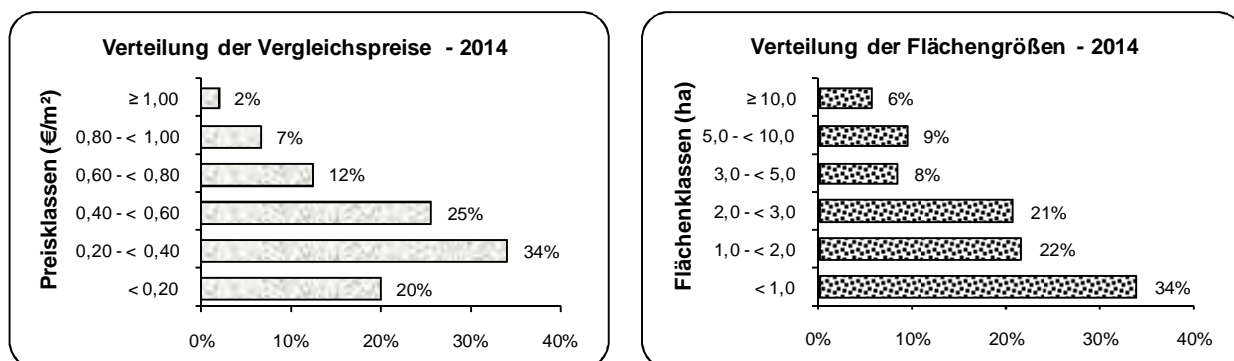 Verteilung der Vergleichspreise - 2014
Preisklassen (€/m²)
≥ 1,00 2%
0,80 - < 1,00 7%
0,60 - < 0,80 12%
0,40 - < 0,60 25%
0,20 - < 0,40 34%
< 0,20 20%
0% 10% 20% 30% 40%
Verteilung der Flächengrößen - 2014
Flächenklassen (ha)
≥ 10,0 6%
5,0 - < 10,0 9%
3,0 - < 5,0 8%
2,0 - < 3,0 21%
1,0 - < 2,0 22%
< 1,0 34%
0% 10% 20% 30% 40%